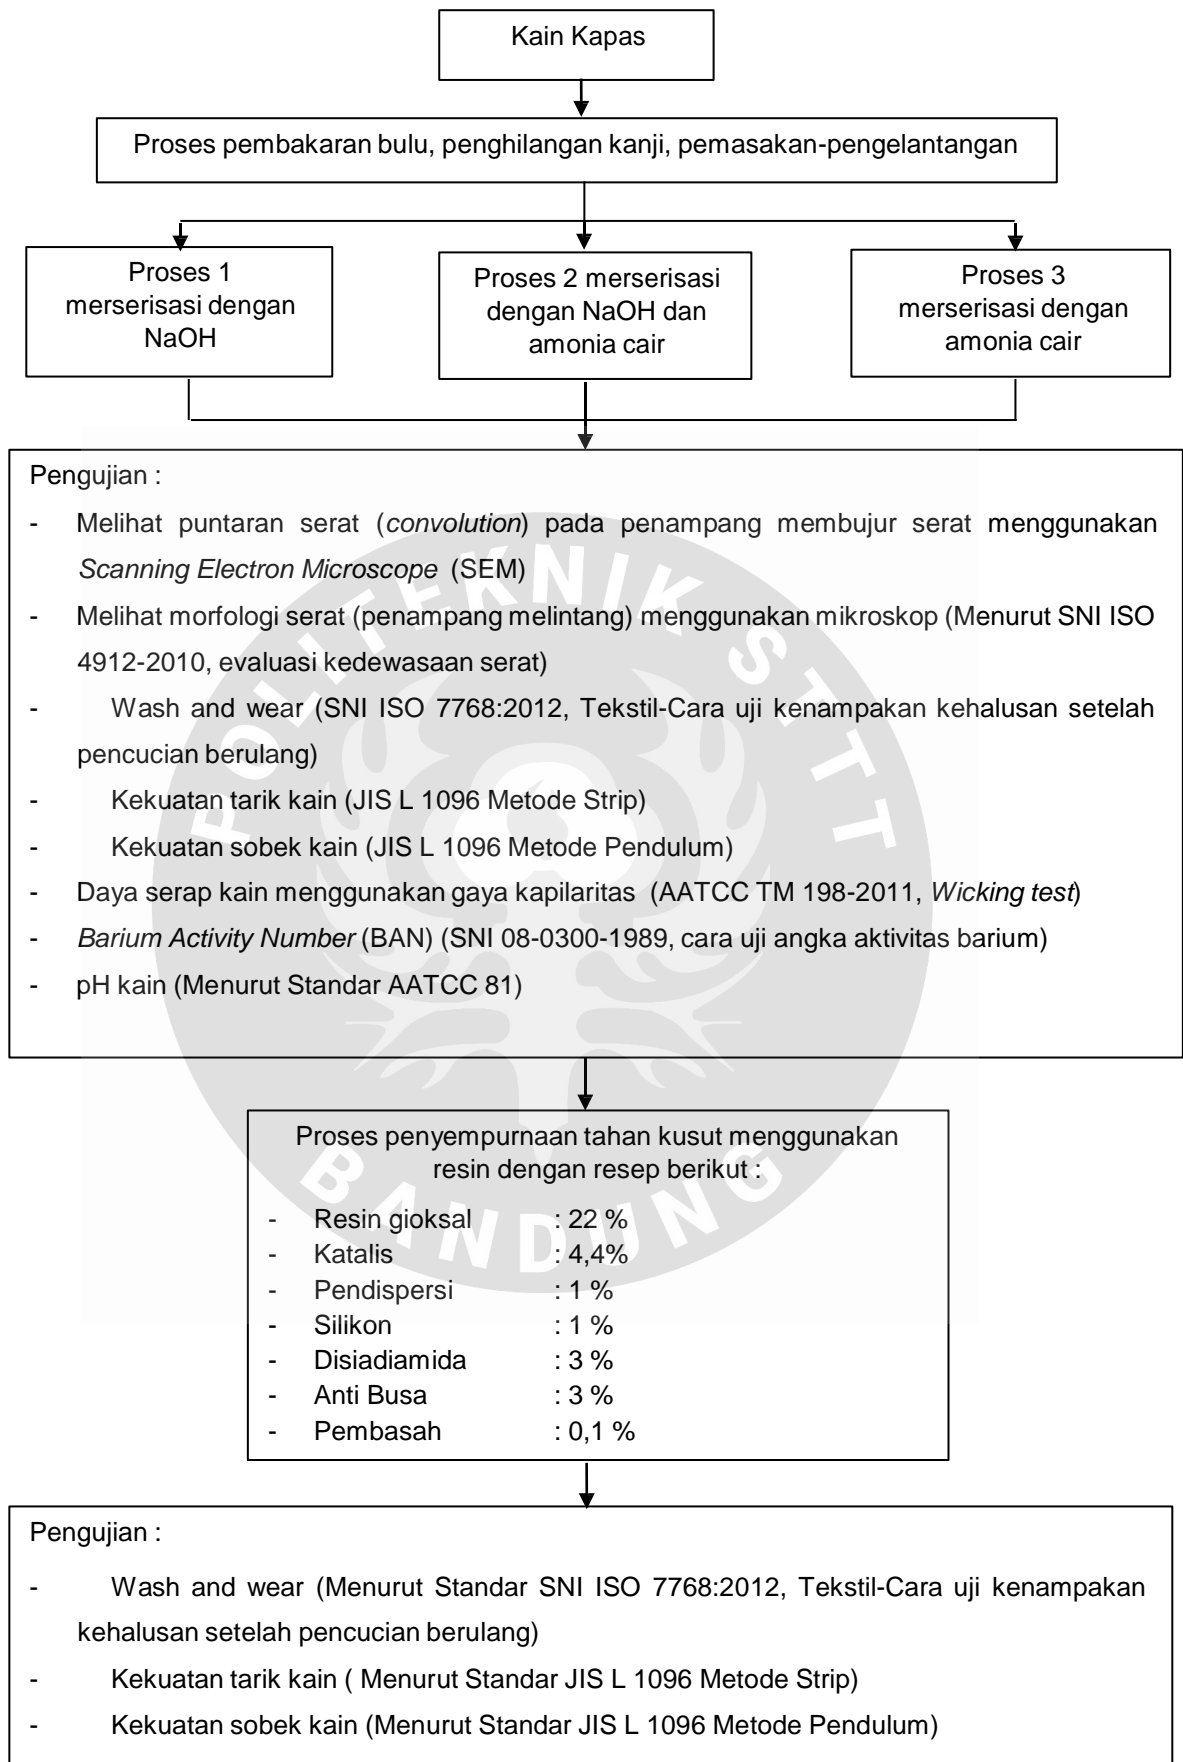 Kain Kapas
Proses pembakaran bulu, penghilangan kanji, pemasakan-pengelantangan
Proses 1
merserisasi dengan
NaOH
Proses 2 merserisasi
dengan NaOH dan
amonia cair
Proses 3
merserisasi dengan
amonia cair
Pengujian :
- Melihat puntaran serat (convolution) pada penampang membujur serat menggunakan
Scanning Electron Microscope (SEM)
- Melihat morfologi serat (penampang melintang) menggunakan mikroskop (Menurut SNI ISO
4912-2010, evaluasi kedewasaan serat)
- Wash and wear (SNI ISO 7768:2012, Tekstil-Cara uji kenampakan kehalusan setelah
pencucian berulang)
- Kekuatan tarik kain (JIS L 1096 Metode Strip)
- Kekuatan sobek kain (JIS L 1096 Metode Pendulum)
- Daya serap kain menggunakan gaya kapilaritas (AATCC TM 198-2011, Wicking test)
- Barium Activity Number (BAN) (SNI 08-0300-1989, cara uji angka aktivitas barium)
- pH kain (Menurut Standar AATCC 81)
Proses penyempurnaan tahan kusut menggunakan
resin dengan resep berikut :
- Resin gioksal : 22 %
- Katalis : 4,4%
- Pendispersi : 1 %
- Silikon : 1 %
- Disiadiamida : 3 %
- Anti Busa : 3 %
- Pembasah : 0,1 %
Pengujian :
- Wash and wear (Menurut Standar SNI ISO 7768:2012, Tekstil-Cara uji kenampakan
kehalusan setelah pencucian berulang)
- Kekuatan tarik kain ( Menurut Standar JIS L 1096 Metode Strip)
- Kekuatan sobek kain (Menurut Standar JIS L 1096 Metode Pendulum)
POLITEKNIK STTT
BANDUNG